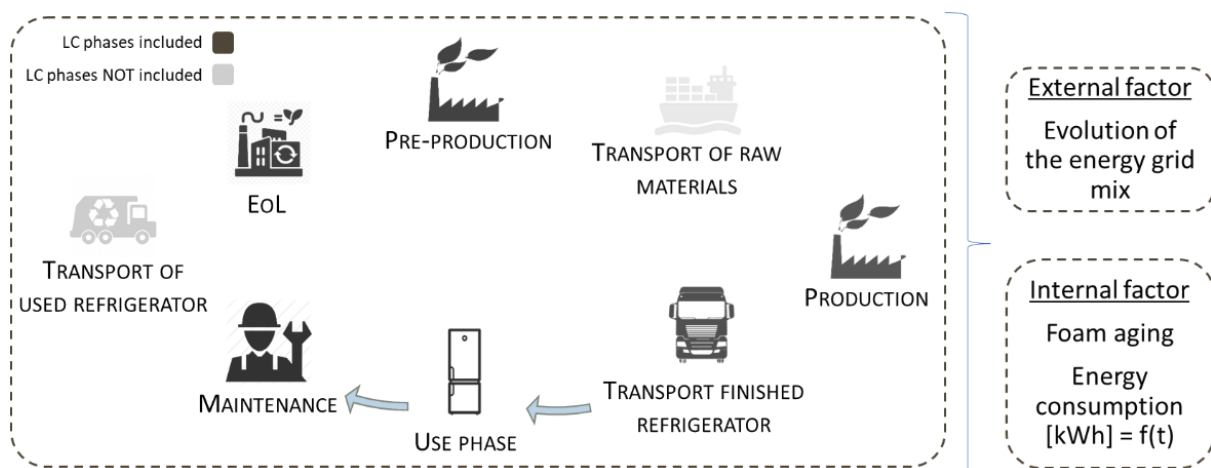 LC phases included
LC phases NOT included
PRE-PRODUCTION
TRANSPORT OF RAW
MATERIALS
EOL
TRANSPORT OF
USED REFRIGERATOR
PRODUCTION
MAINTENANCE
USE PHASE
TRANSPORT FINISHED
REFRIGERATOR
External factor
Evolution of
the energy grid
mix
Internal factor
Foam aging
Energy
consumption
[kWh] = f(t)